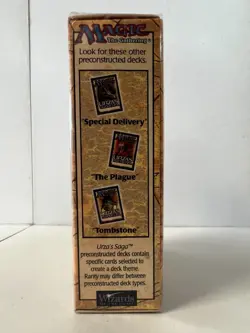 MAGIC
The Gathering®
Look for these other
preconstructed decks.
"Special Delivery"
"The Plague"
"Tombstone"
Urza's Saga™
preconstructed decks contain
specific cards selected to
create a deck theme.
Rarity may differ between
preconstructed deck types.
Wizards